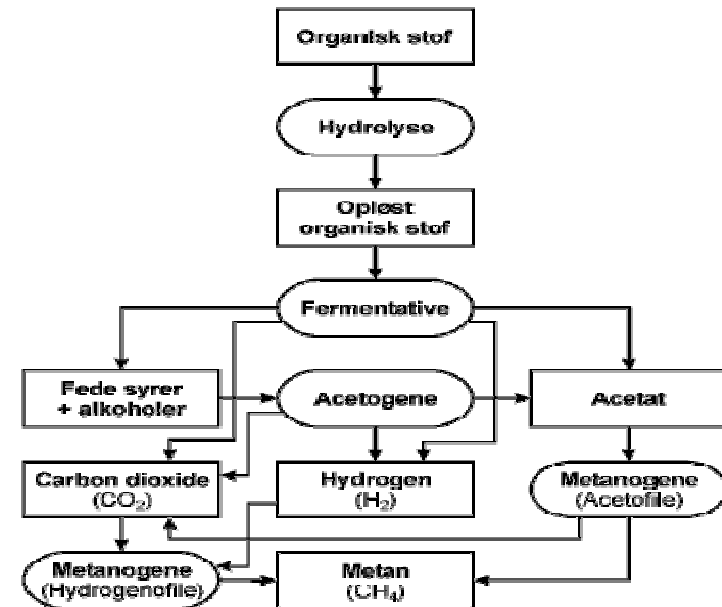 Organisk stof
Hydrolyse
Opløst
organisk stof
Fermentative
Fede syrer
+ alkoholer
Acetogene
Acetat
Carbon dioxide
(CO₂)
Hydrogen
(H₂)
Metanogene
(Acetofile)
Metanogene
(Hydrogenofile)
Metan
(CH₄)